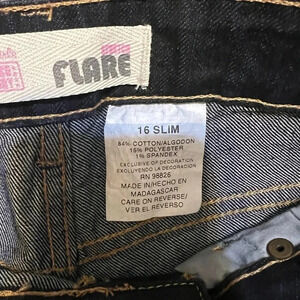 FLARE
16 SLIM
84% COTTON/ALGODON
15% POLYESTER
1% SPANDEX
EXCLUSIVE OF DECORATION
EXCLUYENDO LA DECORACION
RN 98826
MADE IN/HECHO EN
MADAGASCAR
CARE ON REVERSE/
VER EL REVERSO